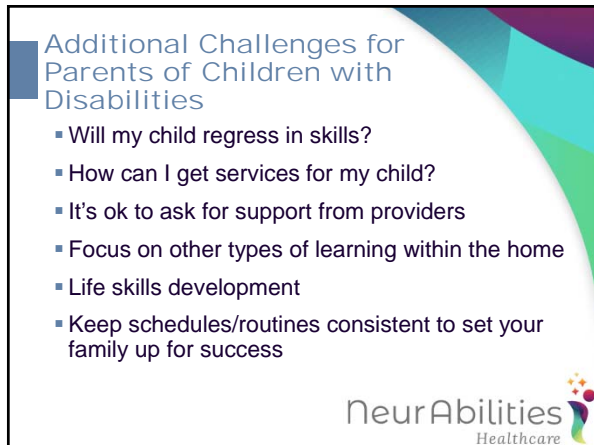 Additional Challenges for
Parents of Children with
Disabilities
▪ Will my child regress in skills?
▪ How can I get services for my child?
▪ It's ok to ask for support from providers
▪ Focus on other types of learning within the home
▪ Life skills development
▪ Keep schedules/routines consistent to set your
family up for success
NeurAbilities
Healthcare